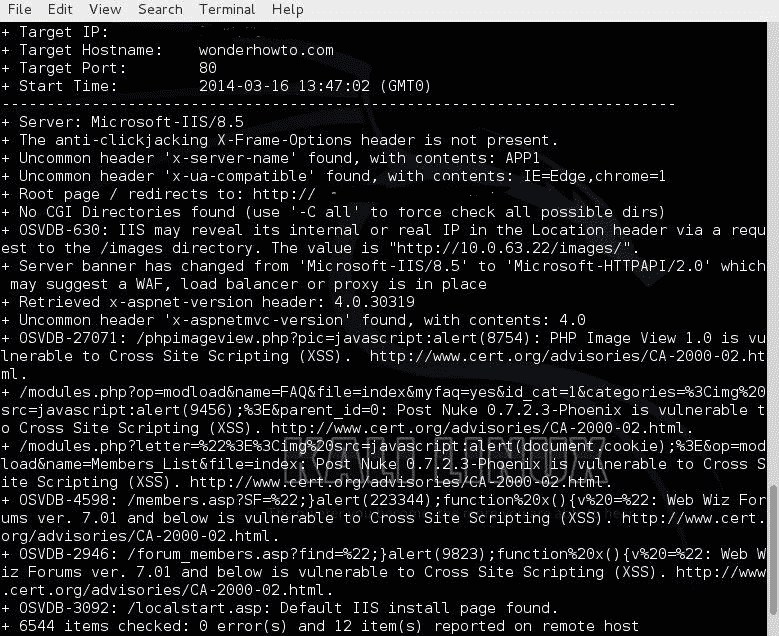 File Edit View Search Terminal Help
+ Target IP:
+ Target Hostname: wonderhowto.com
+ Target Port: 80
+ Start Time: 2014-03-16 13:47:02 (GMT0)
---------------------------------------------------------------------------
+ Server: Microsoft-IIS/8.5
+ The anti-clickjacking X-Frame-Options header is not present.
+ Uncommon header 'x-server-name' found, with contents: APP1
+ Uncommon header 'x-ua-compatible' found, with contents: IE=Edge,chrome=1
+ Root page / redirects to: http://
+ No CGI Directories found (use '-C all' to force check all possible dirs)
+ OSVDB-630: IIS may reveal its internal or real IP in the Location header via a requ
est to the /images directory. The value is "http://10.0.63.22/images/".
+ Server banner has changed from 'Microsoft-IIS/8.5' to 'Microsoft-HTTPAPI/2.0' which
 may suggest a WAF, load balancer or proxy is in place
+ Retrieved x-aspnet-version header: 4.0.30319
+ Uncommon header 'x-aspnetmvc-version' found, with contents: 4.0
+ OSVDB-27071: /phpimageview.php?pic=javascript:alert(8754): PHP Image View 1.0 is vu
lnerable to Cross Site Scripting (XSS).  http://www.cert.org/advisories/CA-2000-02.ht
ml.
+ /modules.php?op=modload&name=FAQ&file=index&myfaq=yes&id_cat=1&categories=%3Cimg%20
src=javascript:alert(9456);%3E&parent_id=0: Post Nuke 0.7.2.3-Phoenix is vulnerable t
o Cross Site Scripting (XSS). http://www.cert.org/advisories/CA-2000-02.html.
+ /modules.php?letter=%22%3E%3Cimg%20src=javascript:alert(document.cookie);%3E&op=mod
load&name=Members_List&file=index: Post Nuke 0.7.2.3-Phoenix is vulnerable to Cross S
ite Scripting (XSS). http://www.cert.org/advisories/CA-2000-02.html.
+ OSVDB-4598: /members.asp?SF=%22;}alert(223344);function%20x(){v%20=%22: Web Wiz For
ums ver. 7.01 and below is vulnerable to Cross Site Scripting (XSS). http://www.cert.
org/advisories/CA-2000-02.html.
+ OSVDB-2946: /forum_members.asp?find=%22;}alert(9823);function%20x(){v%20=%22: Web W
iz Forums ver. 7.01 and below is vulnerable to Cross Site Scripting (XSS). http://www
.cert.org/advisories/CA-2000-02.html.
+ OSVDB-3092: /localstart.asp: Default IIS install page found.
+ 6544 items checked: 0 error(s) and 12 item(s) reported on remote host
KALI LINUX